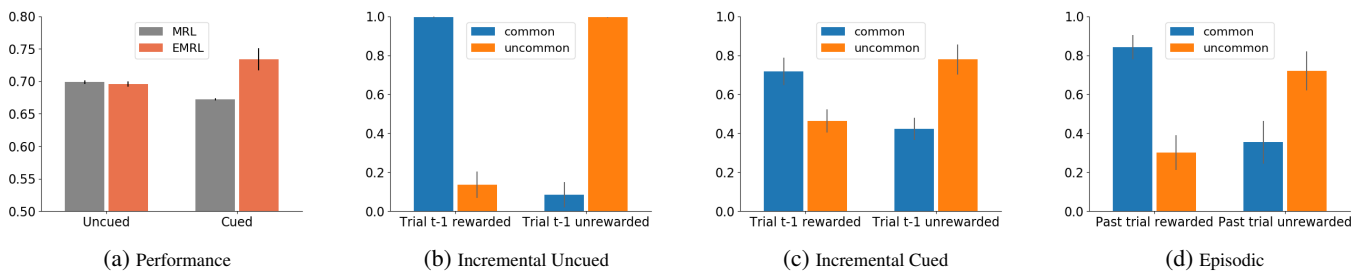 0.80
0.75
0.70
0.65
0.60
0.55
0.50
MRL
EMRL
Uncued
Cued
(a) Performance
1.0
0.8
0.6
0.4
0.2
0.0
common
uncommon
Trial t-1 rewarded
Trial t-1 unrewarded
(b) Incremental Uncued
1.0
0.8
0.6
0.4
0.2
0.0
common
uncommon
Trial t-1 rewarded
Trial t-1 unrewarded
(c) Incremental Cued
1.0
0.8
0.6
0.4
0.2
0.0
common
uncommon
Past trial rewarded
Past trial unrewarded
(d) Episodic